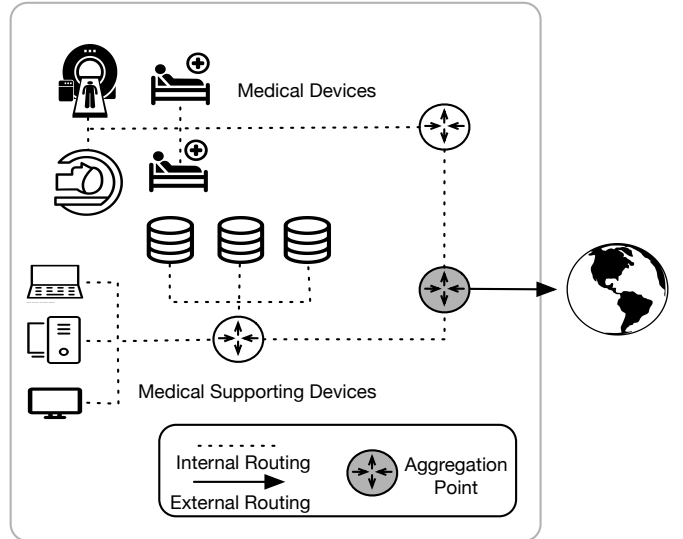 Medical Devices
Medical Supporting Devices
Internal Routing
External Routing
Aggregation
Point